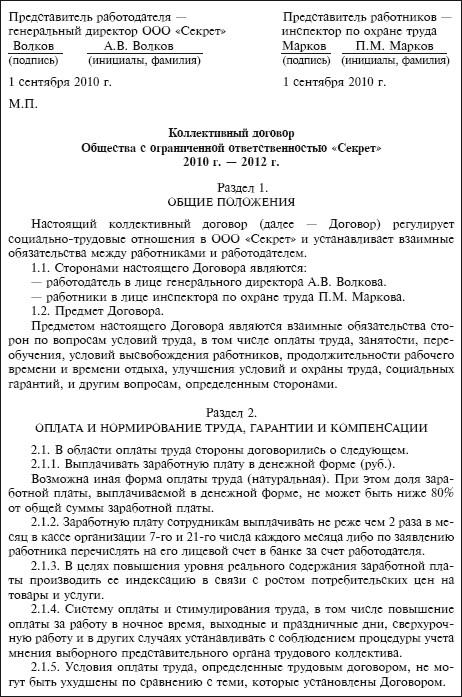 Представитель работодателя —
генеральный директор ООО «Секрет»
Волков А.В. Волков
(подпись) (инициалы, фамилия)
1 сентября 2010 г.
М.П.
Представитель работников —
инспектор по охране труда
Марков П.М. Марков
(подпись) (инициалы, фамилия)
1 сентября 2010 г.
Коллективный договор
Общества с ограниченной ответственностью «Секрет»
2010 г. — 2012 г.
Раздел 1.
ОБЩИЕ ПОЛОЖЕНИЯ
Настоящий коллективный договор (далее — Договор) регулирует
социально-трудовые отношения в ООО «Секрет» и устанавливает взаимные
обязательства между работниками и работодателем.
1.1. Сторонами настоящего Договора являются:
— работодатель в лице генерального директора А.В. Волкова.
— работники в лице инспектора по охране труда П.М. Маркова.
1.2. Предмет Договора.
Предметом настоящего Договора являются взаимные обязательства сто-
рон по вопросам условий труда, в том числе оплаты труда, занятости, пере-
обучения, условий высвобождения работников, продолжительности рабочего
времени и времени отдыха, улучшения условий и охраны труда, социальных
гарантий, и другим вопросам, определенным сторонами.
Раздел 2.
ОПЛАТА И НОРМИРОВАНИЕ ТРУДА, ГАРАНТИИ И КОМПЕНСАЦИИ
2.1. В области оплаты труда стороны договорились о следующем.
2.1.1. Выплачивать заработную плату в денежной форме (руб.).
Возможна иная форма оплаты труда (натуральная). При этом доля зара-
ботной платы, выплачиваемой в денежной форме, не может быть ниже 80%
от общей суммы заработной платы.
2.1.2. Заработную плату сотрудникам выплачивать не реже чем 2 раза в ме-
сяц в кассе организации 7-го и 21-го числа каждого месяца либо по заявлению
работника перечислять на его лицевой счет в банке за счет работодателя.
2.1.3. В целях повышения уровня реального содержания заработной пла-
ты производить ее индексацию в связи с ростом потребительских цен на
товары и услуги.
2.1.4. Систему оплаты и стимулирования труда, в том числе повышение
оплаты за работу в ночное время, выходные и праздничные дни, сверхуроч-
ную работу и в других случаях устанавливать с соблюдением процедуры учета
мнения выборного представительного органа трудового коллектива.
2.1.5. Условия оплаты труда, определенные трудовым договором, не мо-
гут быть ухудшены по сравнению с теми, которые установлены Договором.